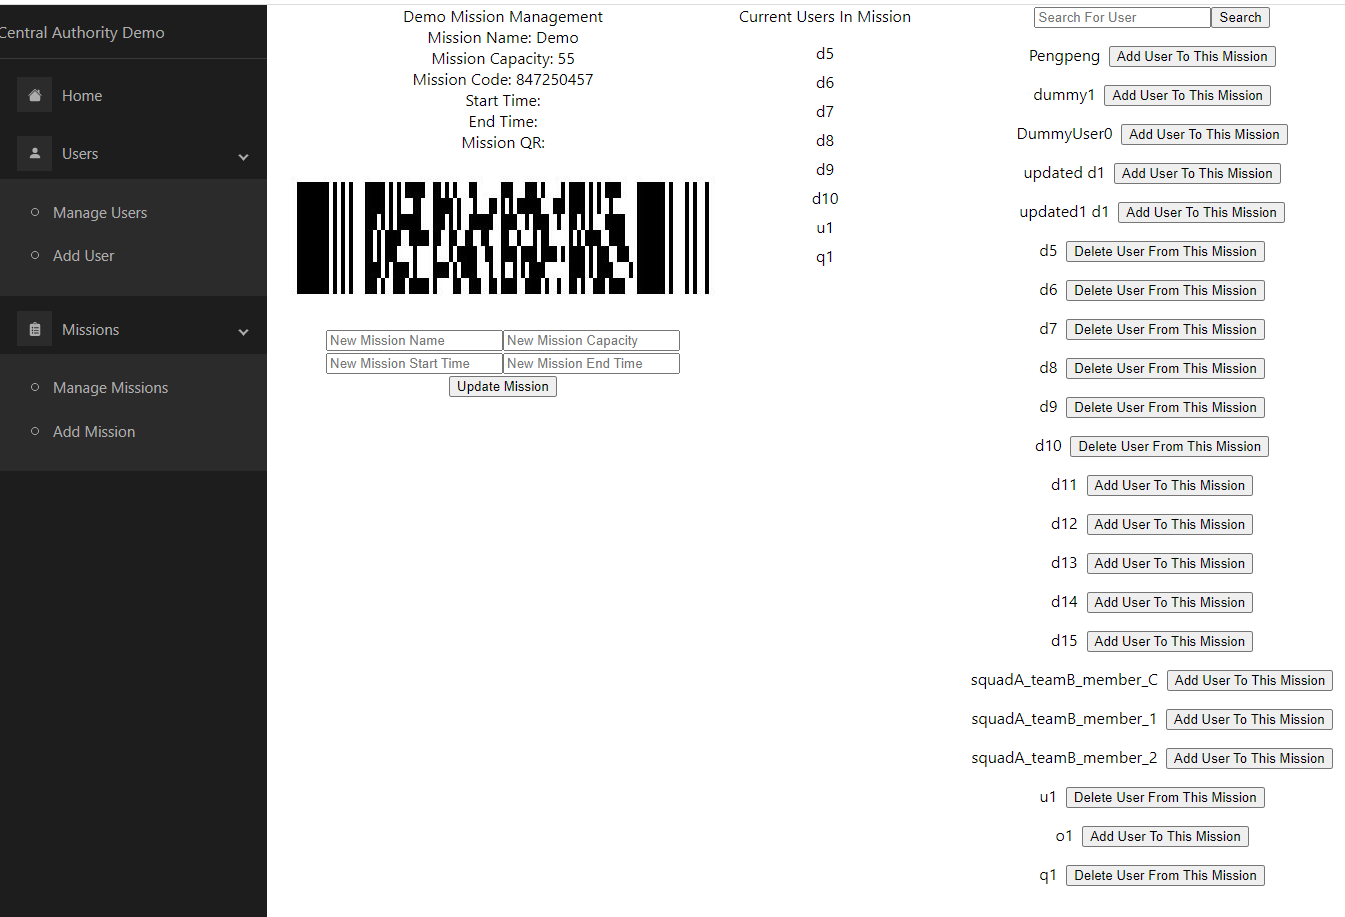 Central Authority Demo
Home
Users
Manage Users
Add User
Missions
Manage Missions
Add Mission
Demo Mission Management
Mission Name: Demo
Mission Capacity: 55
Mission Code: 847250457
Start Time:
End Time:
Mission QR:
New Mission Name New Mission Capacity
New Mission Start Time New Mission End Time
Update Mission
Current Users In Mission
d5
d6
d7
d8
d9
d10
u1
q1
Search For User Search
Pengpeng Add User To This Mission
dummy1 Add User To This Mission
DummyUser0 Add User To This Mission
updated d1 Add User To This Mission
updated1 d1 Add User To This Mission
d5 Delete User From This Mission
d6 Delete User From This Mission
d7 Delete User From This Mission
d8 Delete User From This Mission
d9 Delete User From This Mission
d10 Delete User From This Mission
d11 Add User To This Mission
d12 Add User To This Mission
d13 Add User To This Mission
d14 Add User To This Mission
d15 Add User To This Mission
squadA_teamB_member_C Add User To This Mission
squadA_teamB_member_1 Add User To This Mission
squadA_teamB_member_2 Add User To This Mission
u1 Delete User From This Mission
o1 Add User To This Mission
q1 Delete User From This Mission